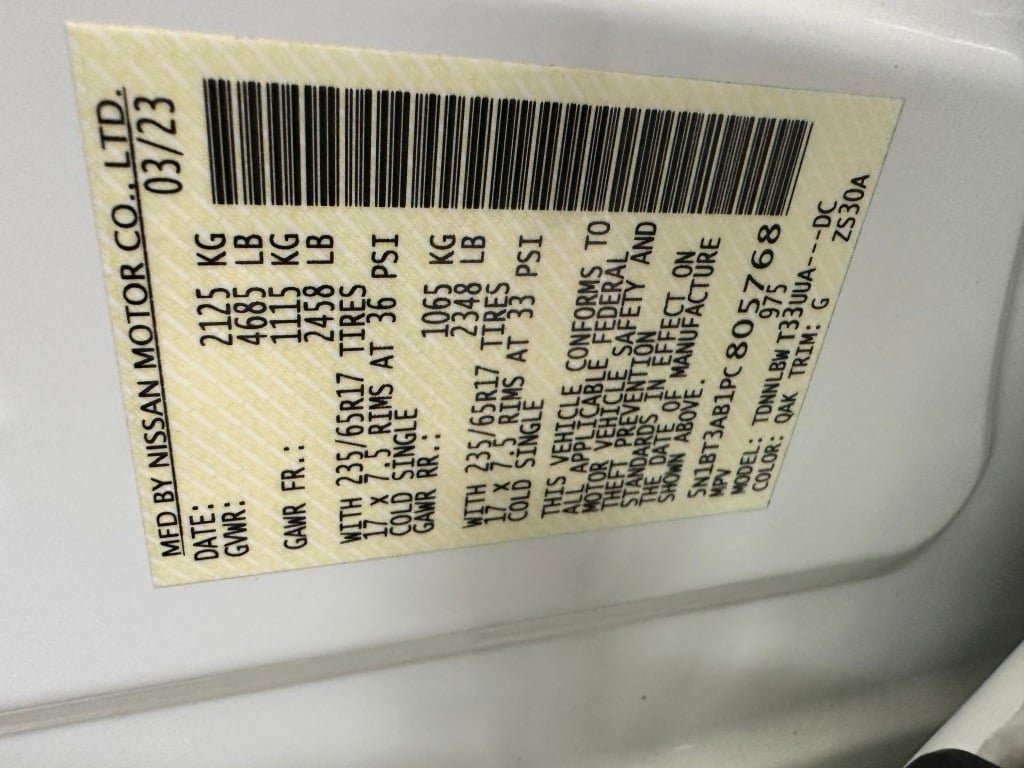 MFD BY NISSAN MOTOR CO., LTD.
DATE: 03/23
GVWR: 2125 KG
4685 LB
GAWR FR.: 1115 KG
2458 LB
WITH 235/65R17 TIRES
17 X 7.5 RIMS AT 36 PSI
COLD SINGLE
GAWR RR.: 1065 KG
2348 LB
WITH 235/65R17 TIRES
17 X 7.5 RIMS AT 33 PSI
COLD SINGLE
THIS VEHICLE CONFORMS TO
ALL APPLICABLE FEDERAL
MOTOR VEHICLE SAFETY AND
THEFT PREVENTION
STANDARDS IN EFFECT ON
THE DATE OF MANUFACTURE
SHOWN ABOVE.
5N1BT3AB1PC805768
MPV 975
MODEL: TDNNLBW T33UUA---DC
COLOR: QAK TRIM: G ZS30A